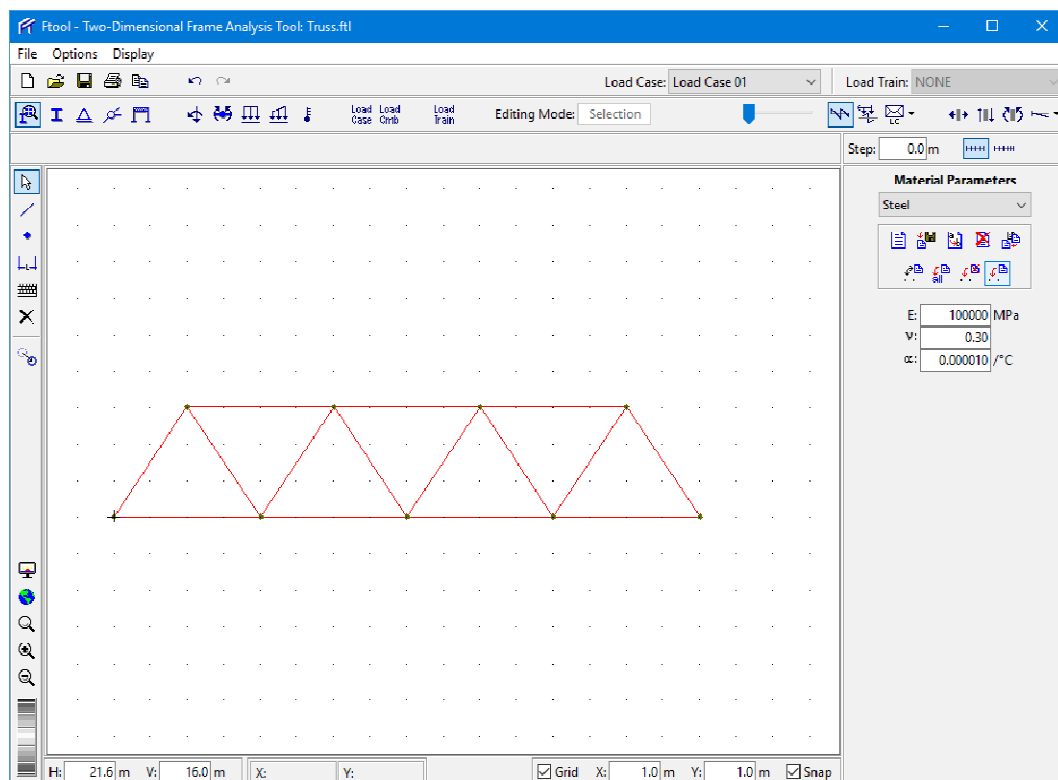 Ftool - Two-Dimensional Frame Analysis Tool: Truss.ftl
File Options Display
Load Case: Load Case 01 Load Train: NONE
Load Case Load Cmb Load Train Editing Mode: Selection LC
Step: 0.0 m
Material Parameters
Steel
all
E: 100000 MPa
ν: 0.30
α: 0.000010 /°C
H: 21.6 m V: 16.0 m X: Y: Grid X: 1.0 m Y: 1.0 m Snap